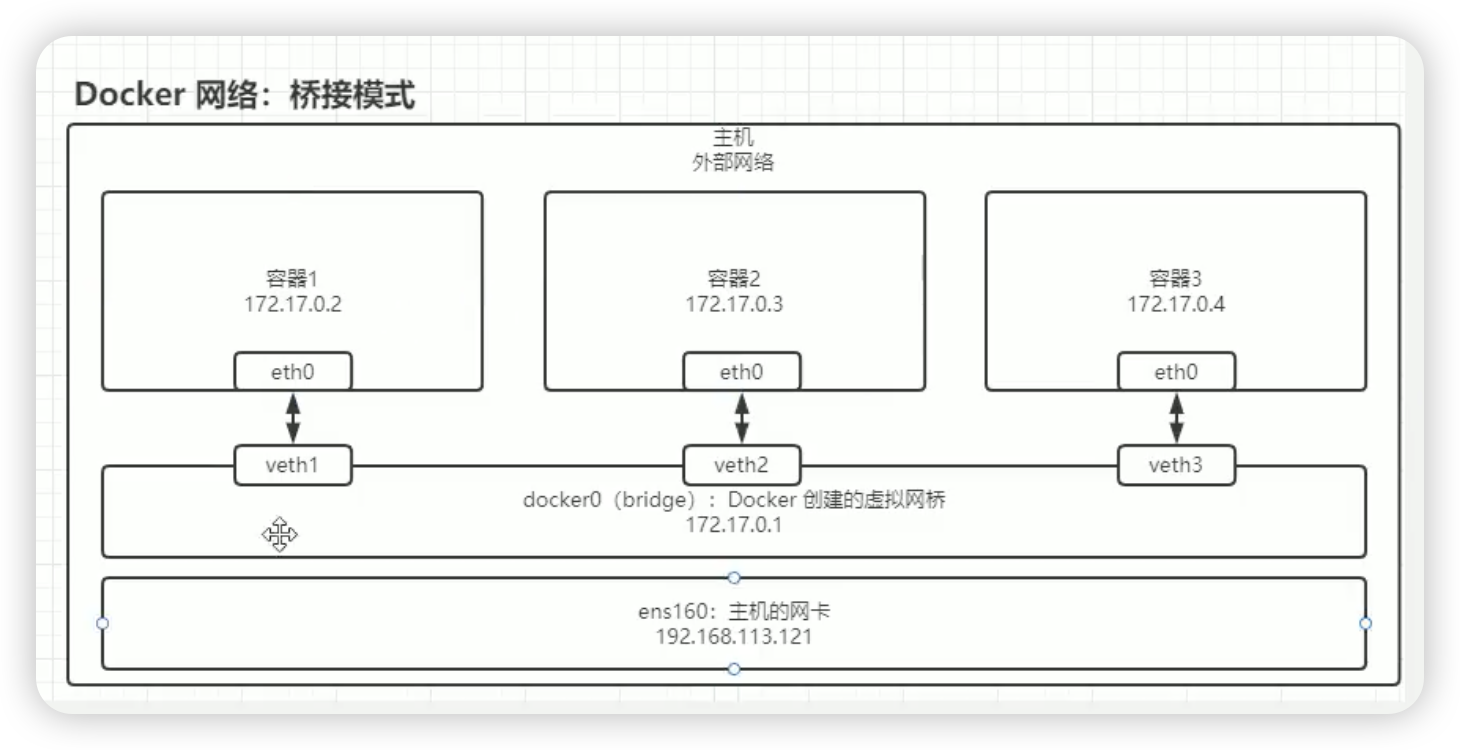 Docker 网络：桥接模式
主机
外部网络
容器1
172.17.0.2
eth0
容器2
172.17.0.3
eth0
容器3
172.17.0.4
eth0
veth1
veth2
veth3
docker0（bridge）：Docker 创建的虚拟网桥
172.17.0.1
ens160：主机的网卡
192.168.113.121